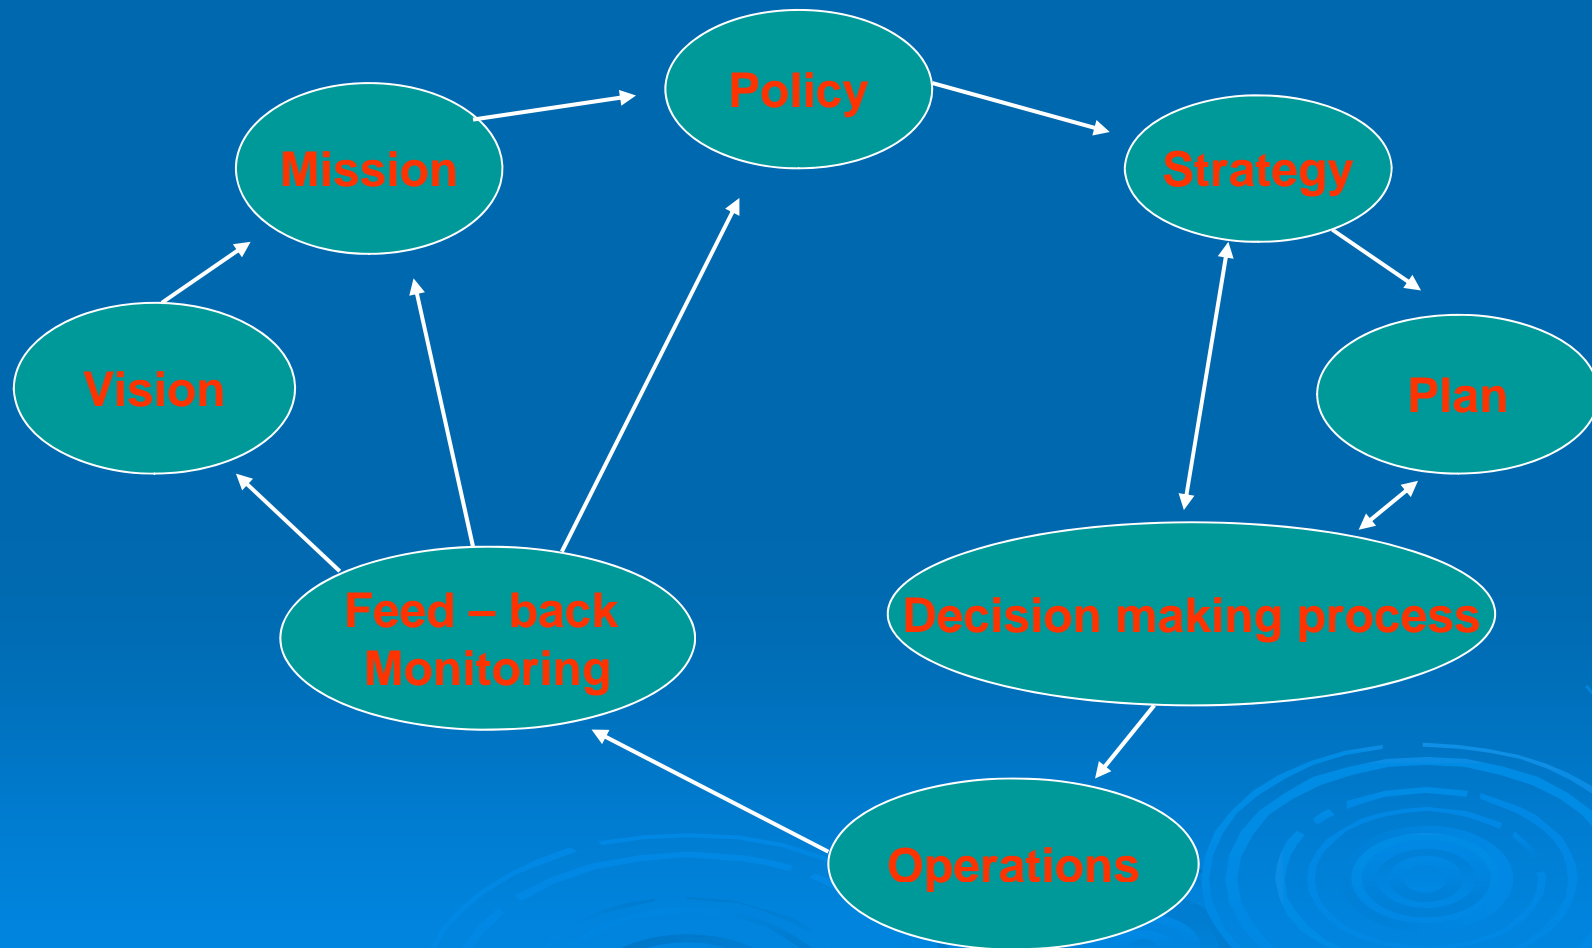 Policy
Mission
Strategy
Vision
Plan
Feed – back
Monitoring
Decision making process
Operations